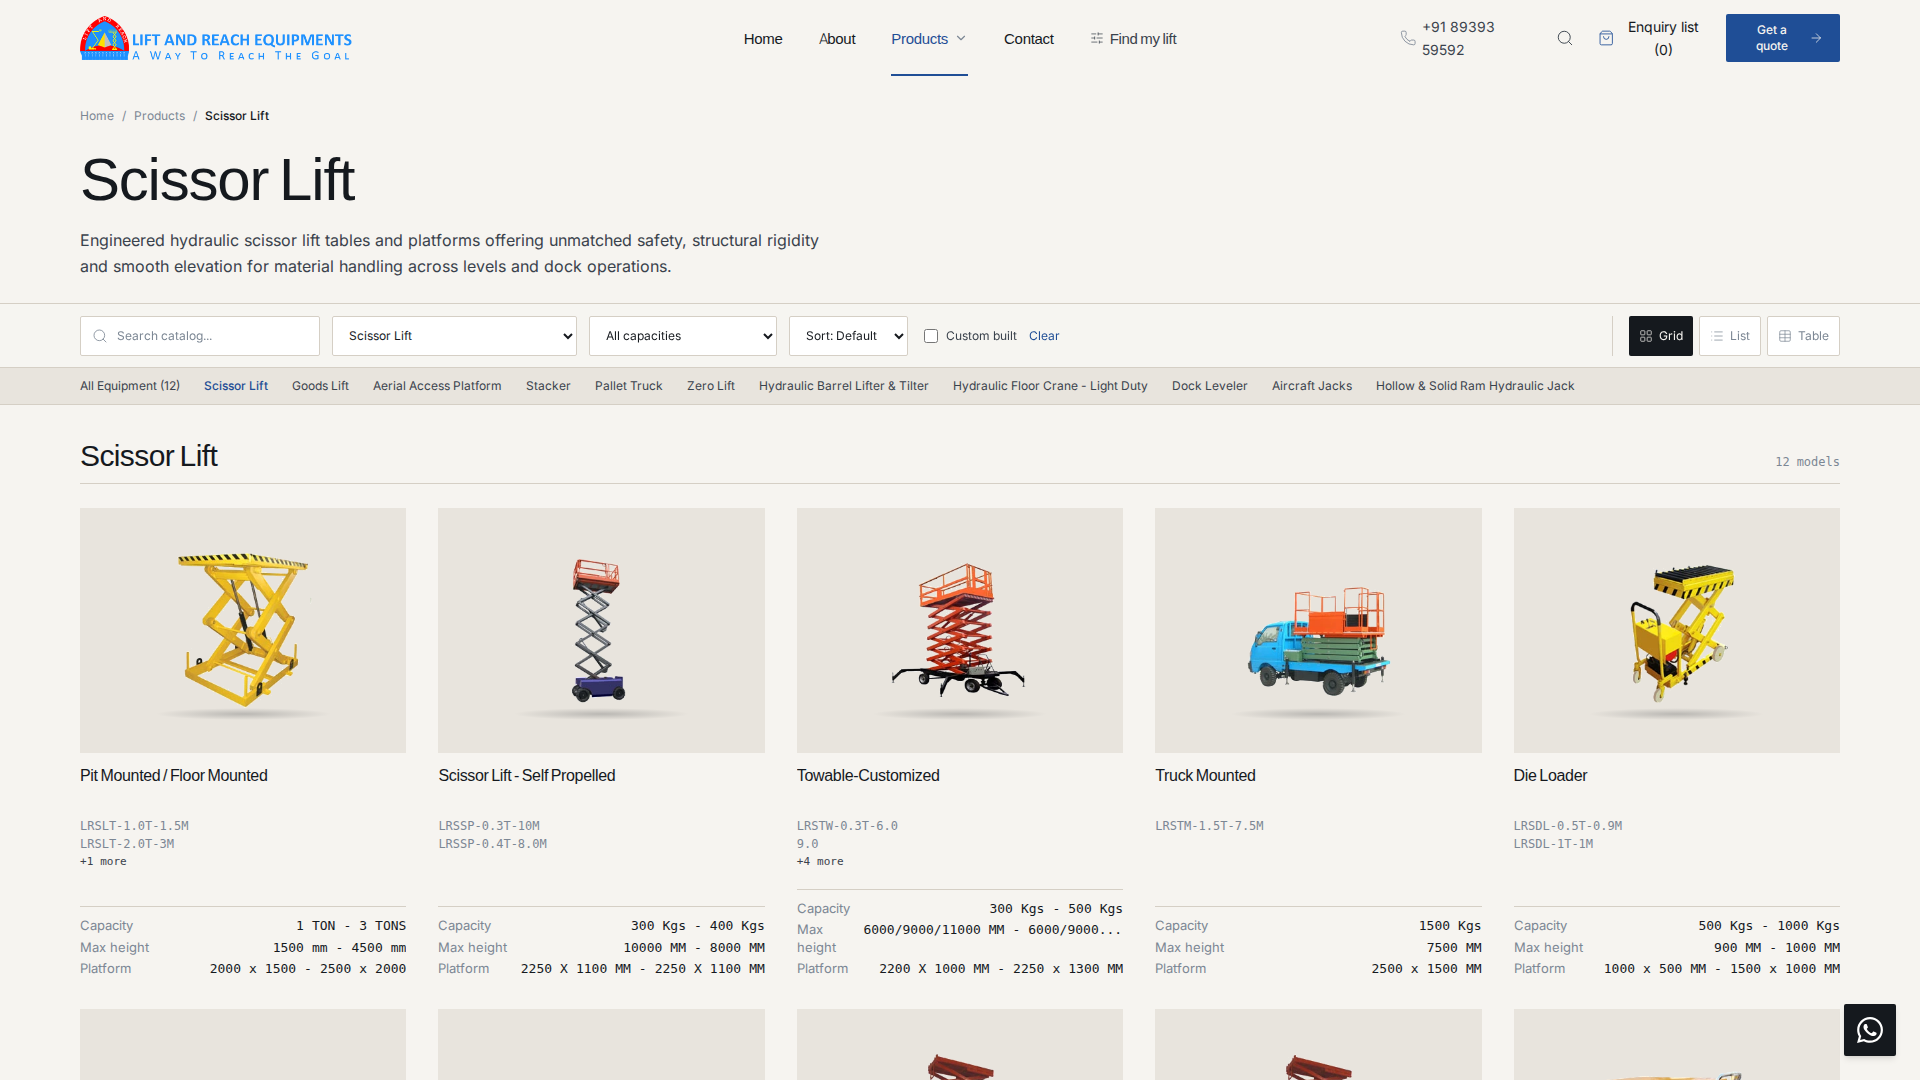 LIFT AND REACH EQUIPMENTS
A WAY TO REACH THE GOAL
Home
About
Products
Contact
Find my lift
+91 89393
59592
Enquiry list
(0)
Get a
quote
Home / Products / Scissor Lift
Scissor Lift
Engineered hydraulic scissor lift tables and platforms offering unmatched safety, structural rigidity
and smooth elevation for material handling across levels and dock operations.
Search catalog...
Scissor Lift
All capacities
Sort: Default
Custom built
Clear
Grid
List
Table
All Equipment (12)
Scissor Lift
Goods Lift
Aerial Access Platform
Stacker
Pallet Truck
Zero Lift
Hydraulic Barrel Lifter & Tilter
Hydraulic Floor Crane - Light Duty
Dock Leveler
Aircraft Jacks
Hollow & Solid Ram Hydraulic Jack
Scissor Lift
12 models
Pit Mounted / Floor Mounted
LRSLT-1.0T-1.5M
LRSLT-2.0T-3M
+1 more
Capacity 1 TON - 3 TONS
Max height 1500 mm - 4500 mm
Platform 2000 x 1500 - 2500 x 2000
Scissor Lift - Self Propelled
LRSSP-0.3T-10M
LRSSP-0.4T-8.0M
Capacity 300 Kgs - 400 Kgs
Max height 10000 MM - 8000 MM
Platform 2250 X 1100 MM - 2250 X 1100 MM
Towable-Customized
LRSTW-0.3T-6.0
9.0
+4 more
Capacity 300 Kgs - 500 Kgs
Max height 6000/9000/11000 MM - 6000/9000...
Platform 2200 X 1000 MM - 2250 x 1300 MM
Truck Mounted
LRSTM-1.5T-7.5M
Capacity 1500 Kgs
Max height 7500 MM
Platform 2500 x 1500 MM
Die Loader
LRSDL-0.5T-0.9M
LRSDL-1T-1M
Capacity 500 Kgs - 1000 Kgs
Max height 900 MM - 1000 MM
Platform 1000 x 500 MM - 1500 x 1000 MM